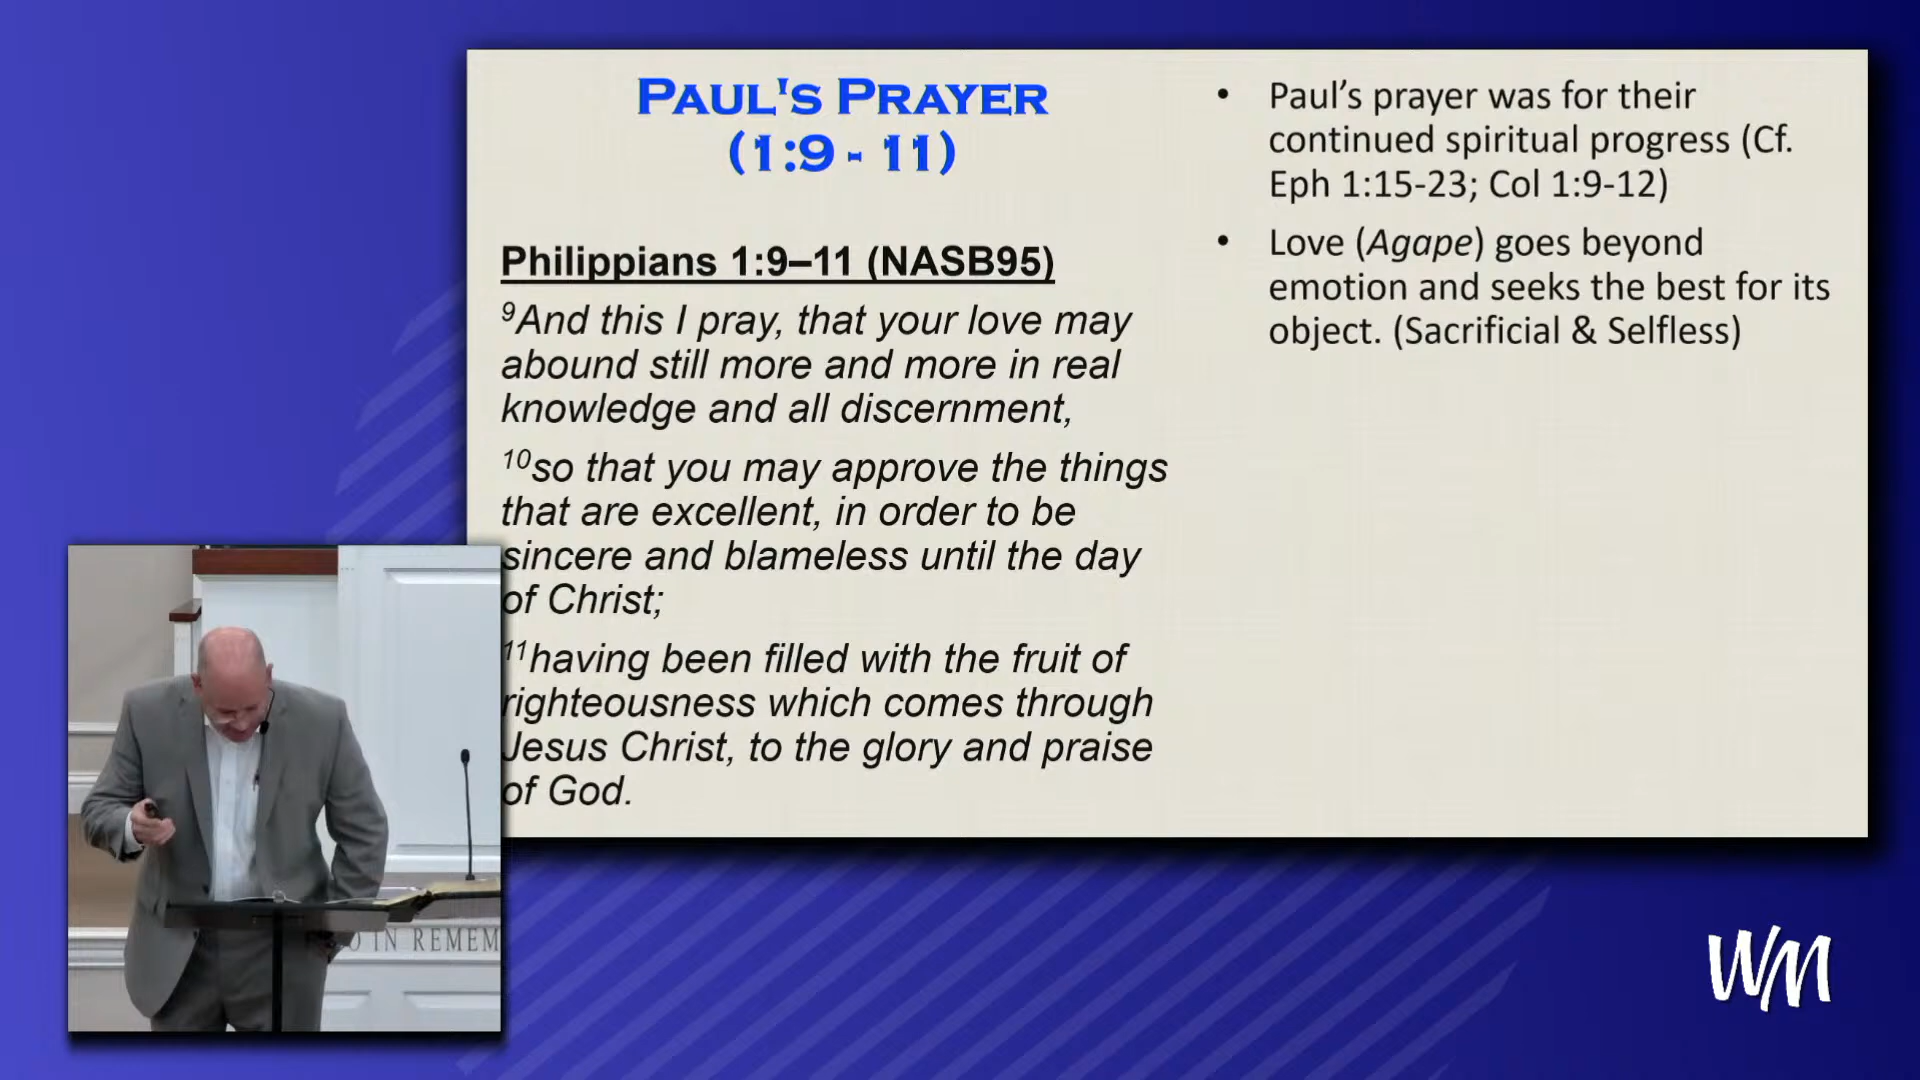 PAUL'S PRAYER
(1:9 - 11)
Philippians 1:9–11 (NASB95)
9And this I pray, that your love may
abound still more and more in real
knowledge and all discernment,
10so that you may approve the things
that are excellent, in order to be
sincere and blameless until the day
of Christ;
11having been filled with the fruit of
righteousness which comes through
Jesus Christ, to the glory and praise
of God.
• Paul’s prayer was for their
continued spiritual progress (Cf.
Eph 1:15-23; Col 1:9-12)
• Love (Agape) goes beyond
emotion and seeks the best for its
object. (Sacrificial & Selfless)
IN REMEM
WM